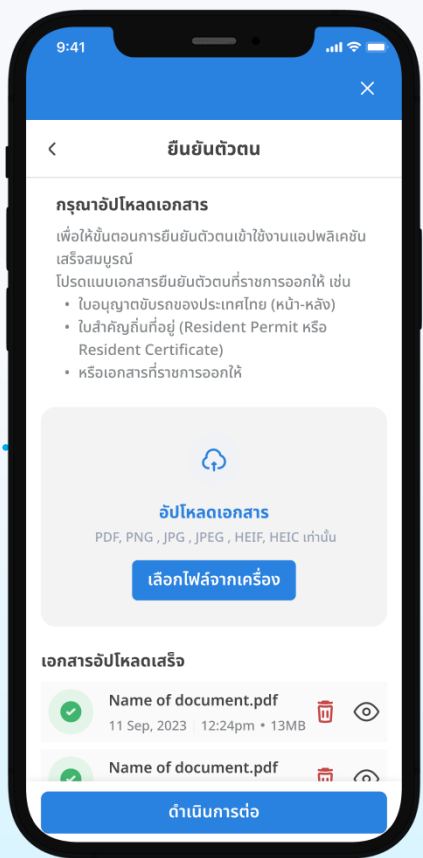 9:41
ยืนยันตัวตน
กรุณาอัปโหลดเอกสาร
เพื่อให้ขั้นตอนการยืนยันตัวตนเข้าใช้งานแอปพลิเคชัน
เสร็จสมบูรณ์
โปรดแนบเอกสารยืนยันตัวตนที่ราชการออกให้ เช่น
• ใบอนุญาตขับรถของประเทศไทย (หน้า-หลัง)
• ใบสำคัญถิ่นที่อยู่ (Resident Permit หรือ
Resident Certificate)
• หรือเอกสารที่ราชการออกให้
อัปโหลดเอกสาร
PDF, PNG , JPG , JPEG , HEIF, HEIC เท่านั้น
เลือกไฟล์จากเครื่อง
เอกสารอัปโหลดเสร็จ
Name of document.pdf
11 Sep, 2023 | 12:24pm • 13MB
Name of document.pdf
ดำเนินการต่อ